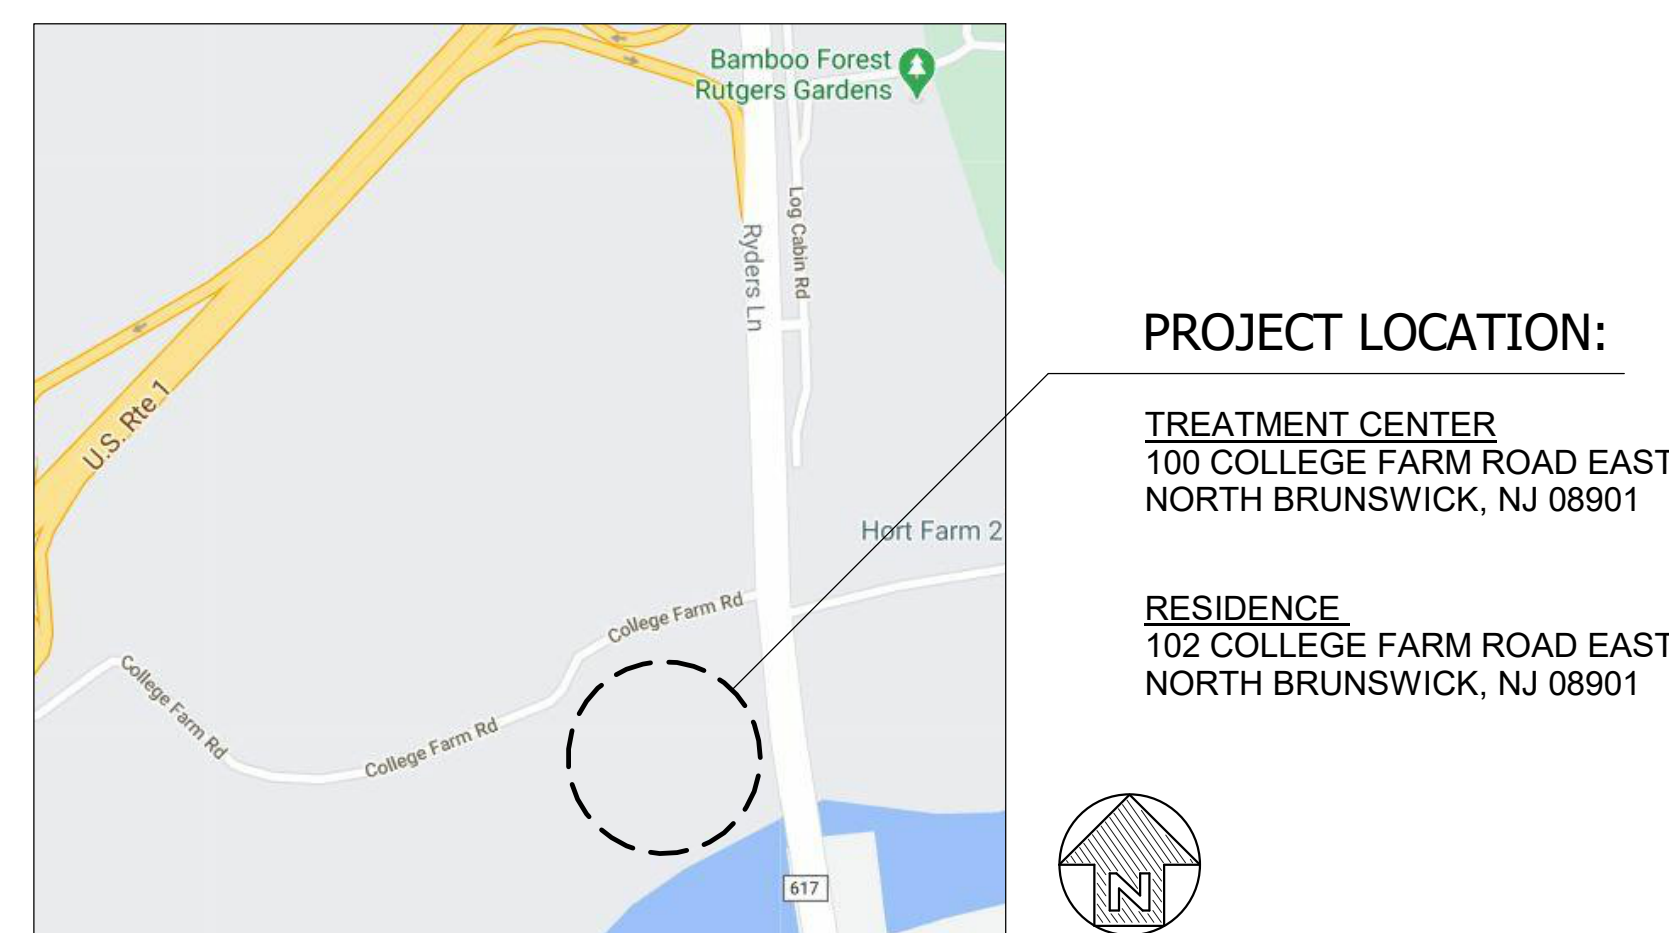 Bamboo Forest
Rutgers Gardens
Log Cabin Rd
Ryders Ln
U.S. Rte 1
Hort Farm 2
College Farm Rd
College Farm Rd
College Farm Rd
617
PROJECT LOCATION:
TREATMENT CENTER
100 COLLEGE FARM ROAD EAST
NORTH BRUNSWICK, NJ 08901
RESIDENCE
102 COLLEGE FARM ROAD EAST
NORTH BRUNSWICK, NJ 08901
N